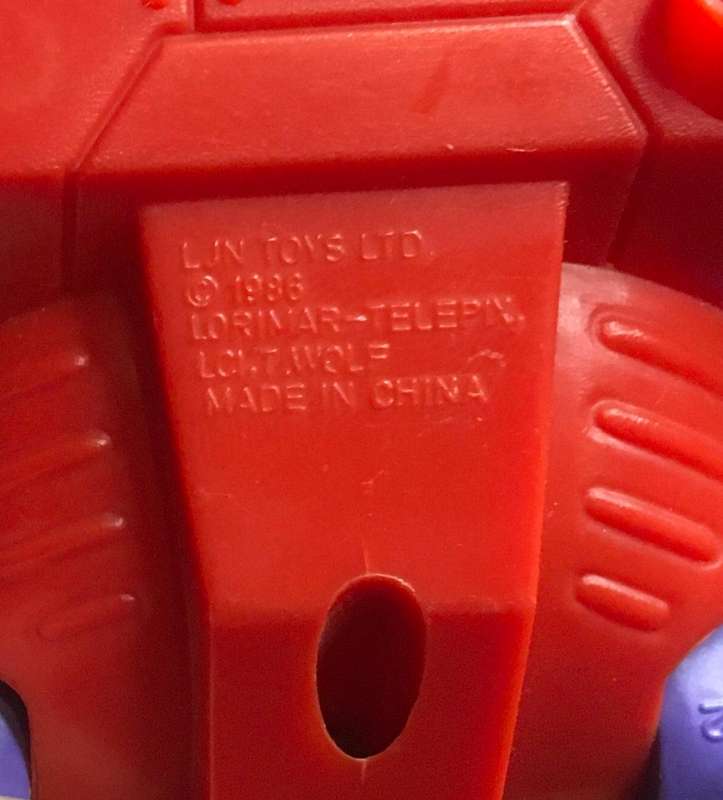 LJN TOYS LTD.
© 1986
LORIMAR-TELEPIX
LCI.T.WOLF
MADE IN CHINA